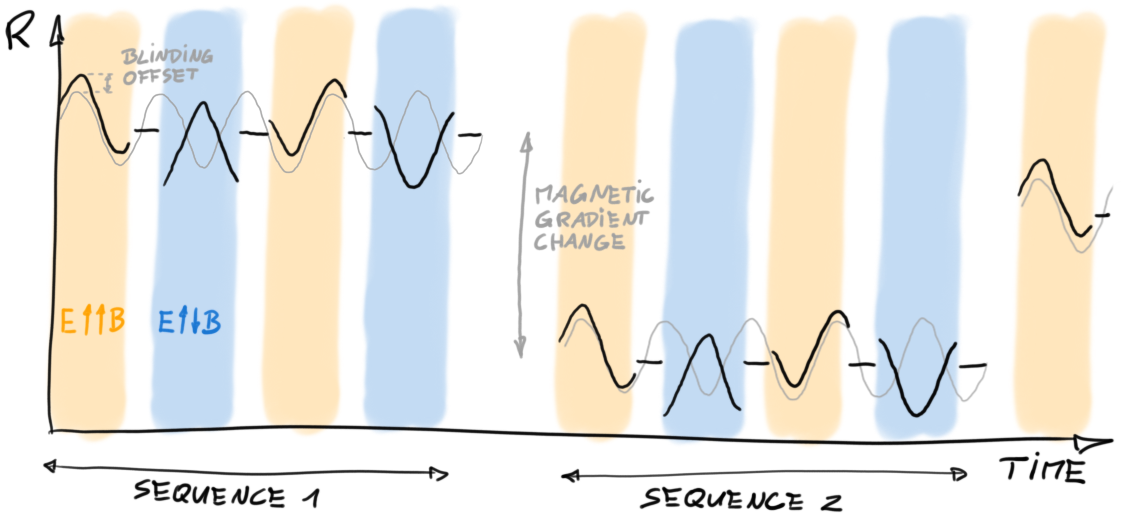 R
BLINDING
OFFSET
MAGNETIC
GRADIENT
CHANGE
E↑↑B
E↑↓B
TIME
SEQUENCE 1
SEQUENCE 2